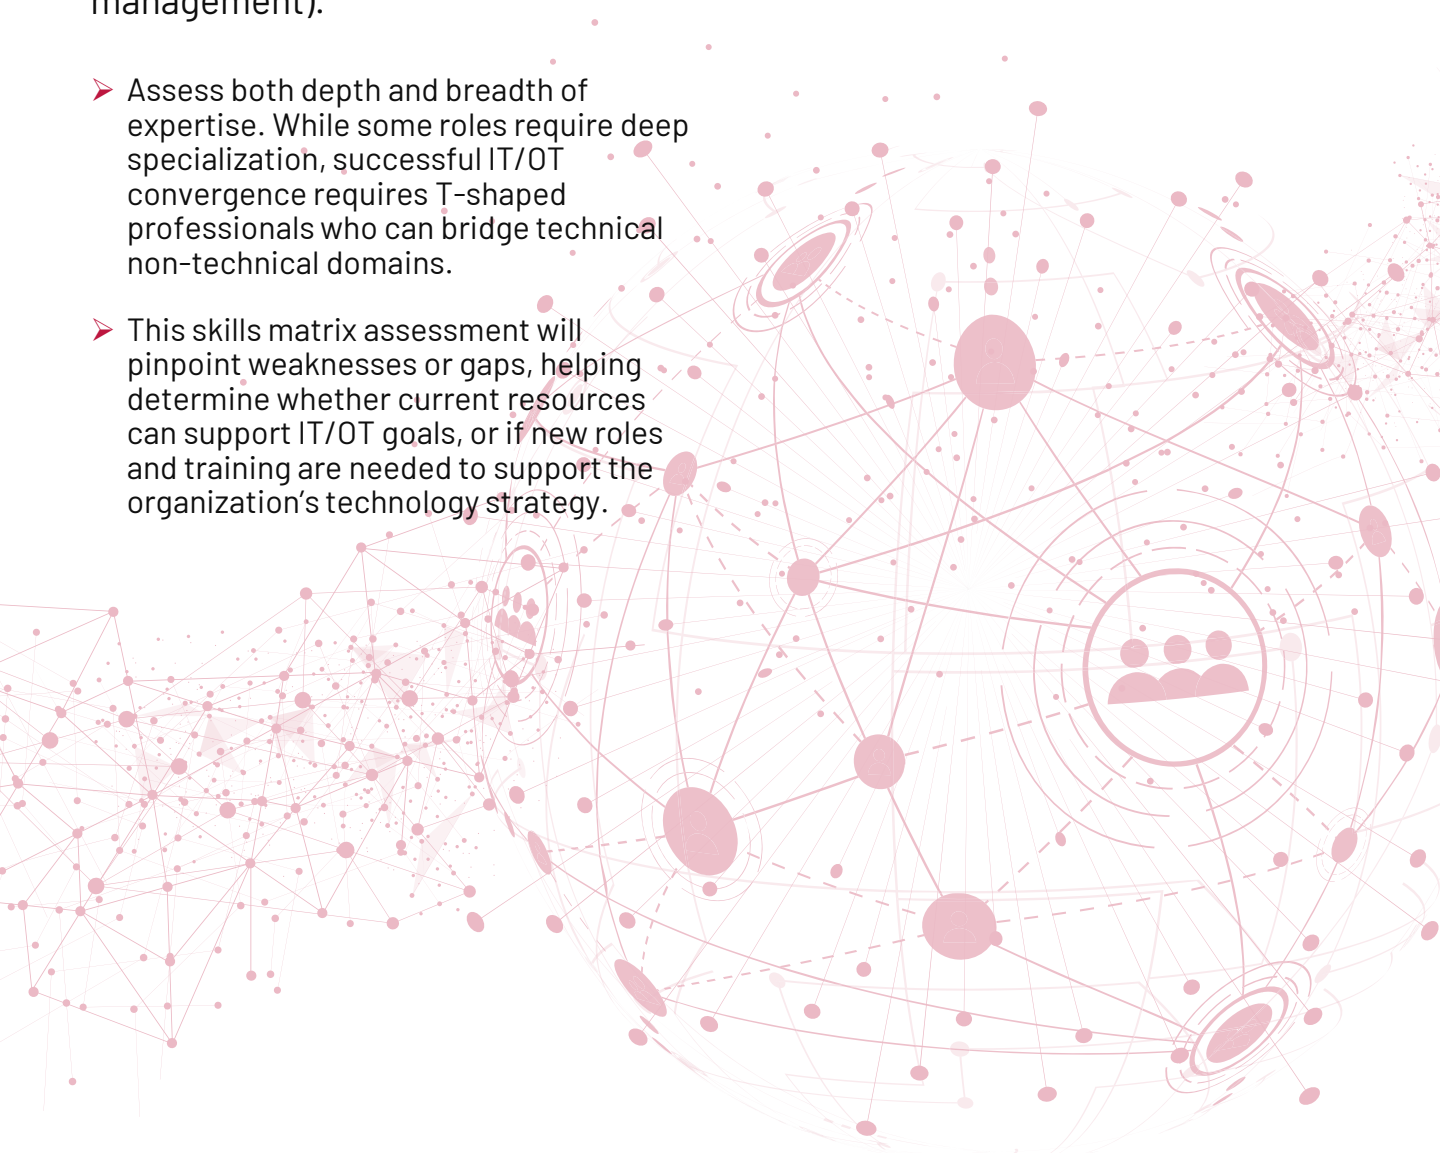 management).
Assess both depth and breadth of
expertise. While some roles require deep
specialization, successful IT/OT
convergence requires T-shaped
professionals who can bridge technical
non-technical domains.
This skills matrix assessment will
pinpoint weaknesses or gaps, helping
determine whether current resources
can support IT/OT goals, or if new roles
and training are needed to support the
organization's technology strategy.